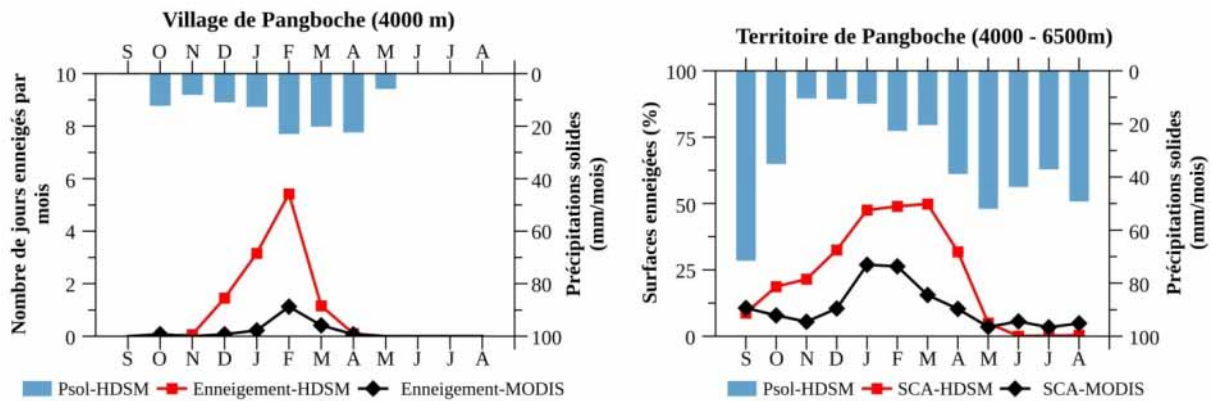 Village de Pangboche (4000 m)
S O N D J F M A M J J A
10
8
6
4
2
0
Nombre de jours enneigés par
mois
0
20
40
60
80
100
Précipitations solides
(mm/mois)
S O N D J F M A M J J A
Psol-HDSM Enneigement-HDSM Enneigement-MODIS
Territoire de Pangboche (4000 - 6500m)
100
75
50
25
0
Surfaces enneigées (%)
0
20
40
60
80
100
Précipitations solides
(mm/mois)
S O N D J F M A M J J A
Psol-HDSM SCA-HDSM SCA-MODIS